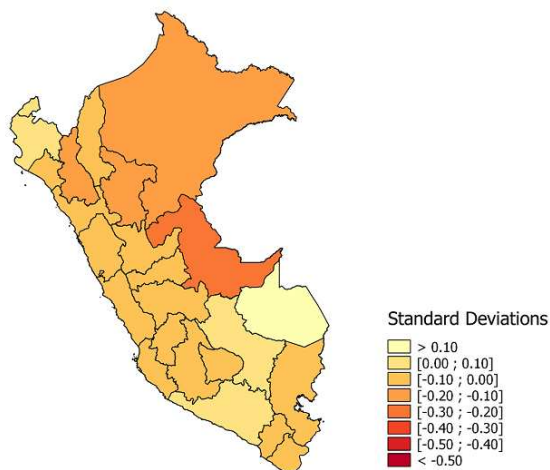 Standard Deviations
> 0.10
[0.00 ; 0.10]
[-0.10 ; 0.00]
[-0.20 ; -0.10]
[-0.30 ; -0.20]
[-0.40 ; -0.30]
[-0.50 ; -0.40]
< -0.50